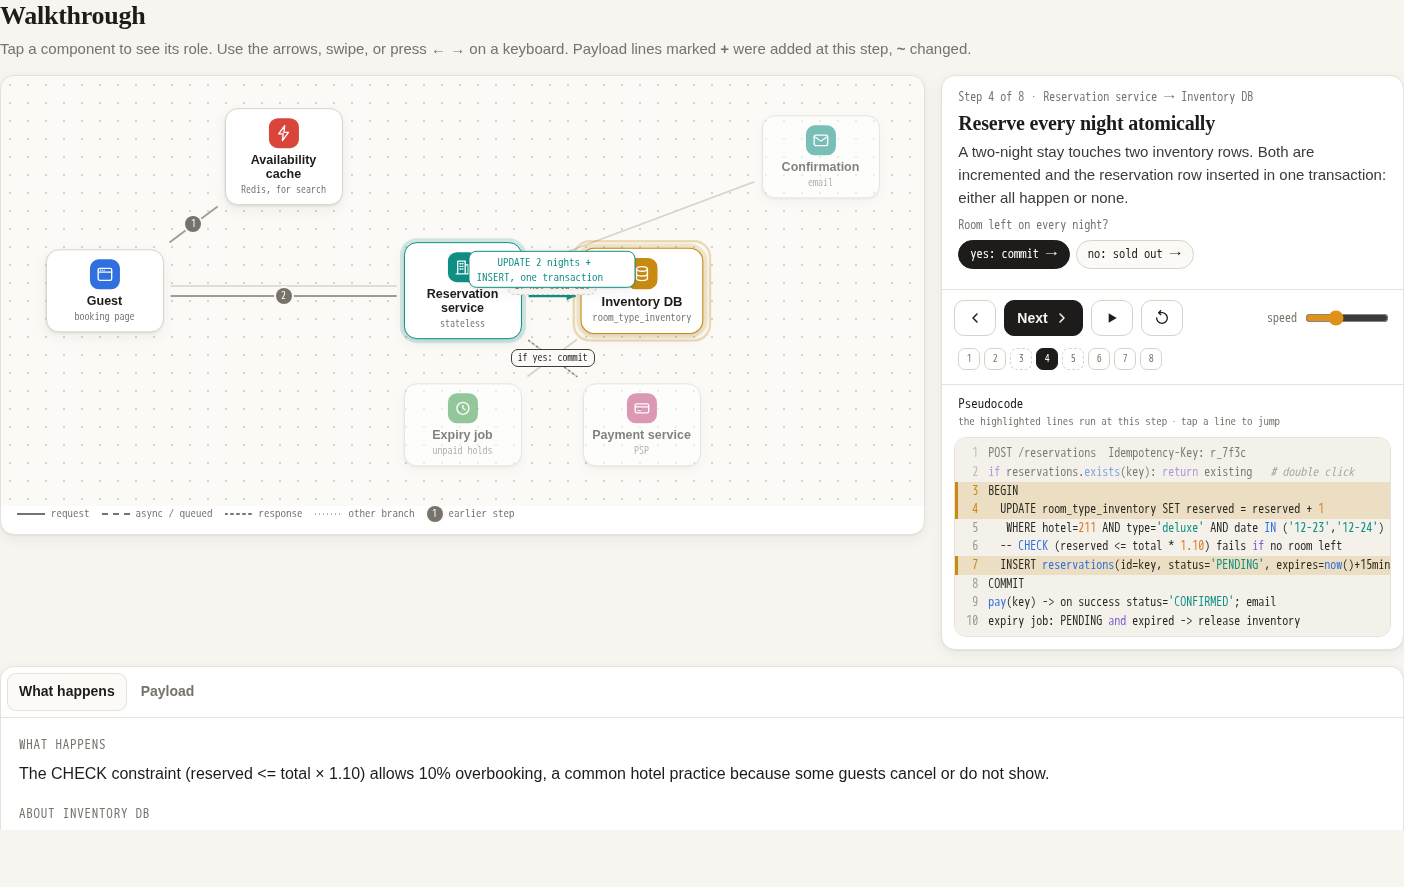 Walkthrough
Tap a component to see its role. Use the arrows, swipe, or press ← → on a keyboard. Payload lines marked + were added at this step, ~ changed.
Availability
cache
Redis, for search
Confirmation
email
1
Guest
booking page
2
UPDATE 2 nights +
INSERT, one transaction
Reservation
service
stateless
Inventory DB
room_type_inventory
if yes: commit
Expiry job
unpaid holds
Payment service
PSP
request
async / queued
response
other branch
1 earlier step
Step 4 of 8 · Reservation service → Inventory DB
Reserve every night atomically
A two-night stay touches two inventory rows. Both are
incremented and the reservation row inserted in one transaction:
either all happen or none.
Room left on every night?
yes: commit →
no: sold out →
Next
speed
1 2 3 4 5 6 7 8
Pseudocode
the highlighted lines run at this step · tap a line to jump
1 POST /reservations  Idempotency-Key: r_7f3c
2 if reservations.exists(key): return existing   # double click
3 BEGIN
4 UPDATE room_type_inventory SET reserved = reserved + 1
5 WHERE hotel=211 AND type='deluxe' AND date IN ('12-23','12-24')
6 -- CHECK (reserved <= total * 1.10) fails if no room left
7 INSERT reservations(id=key, status='PENDING', expires=now()+15min
8 COMMIT
9 pay(key) -> on success status='CONFIRMED'; email
10 expiry job: PENDING and expired -> release inventory
What happens
Payload
WHAT HAPPENS
The CHECK constraint (reserved <= total × 1.10) allows 10% overbooking, a common hotel practice because some guests cancel or do not show.
ABOUT INVENTORY DB